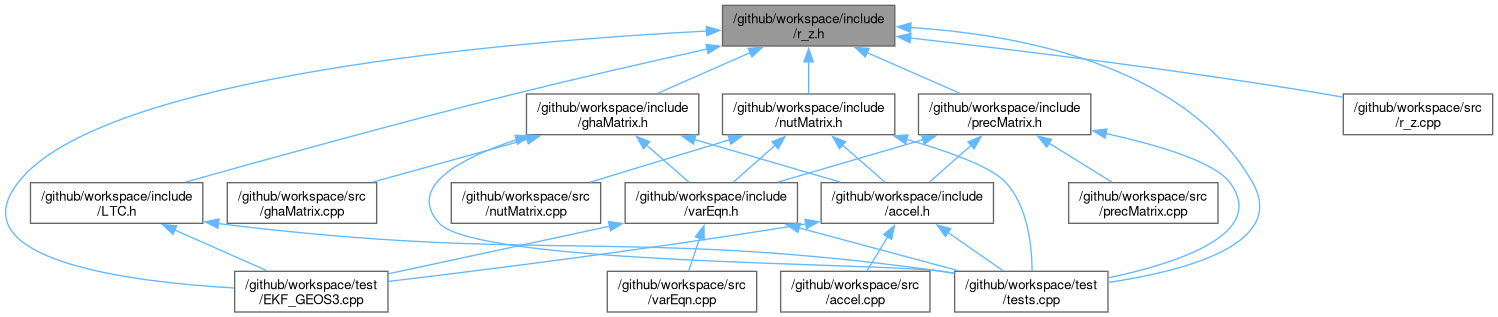 /github/workspace/include
/r_z.h
/github/workspace/include
/ghaMatrix.h
/github/workspace/include
/nutMatrix.h
/github/workspace/include
/precMatrix.h
/github/workspace/src
/r_z.cpp
/github/workspace/include
/LTC.h
/github/workspace/src
/ghaMatrix.cpp
/github/workspace/src
/nutMatrix.cpp
/github/workspace/include
/varEqn.h
/github/workspace/include
/accel.h
/github/workspace/src
/precMatrix.cpp
/github/workspace/test
/EKF_GEOS3.cpp
/github/workspace/src
/varEqn.cpp
/github/workspace/src
/accel.cpp
/github/workspace/test
/tests.cpp